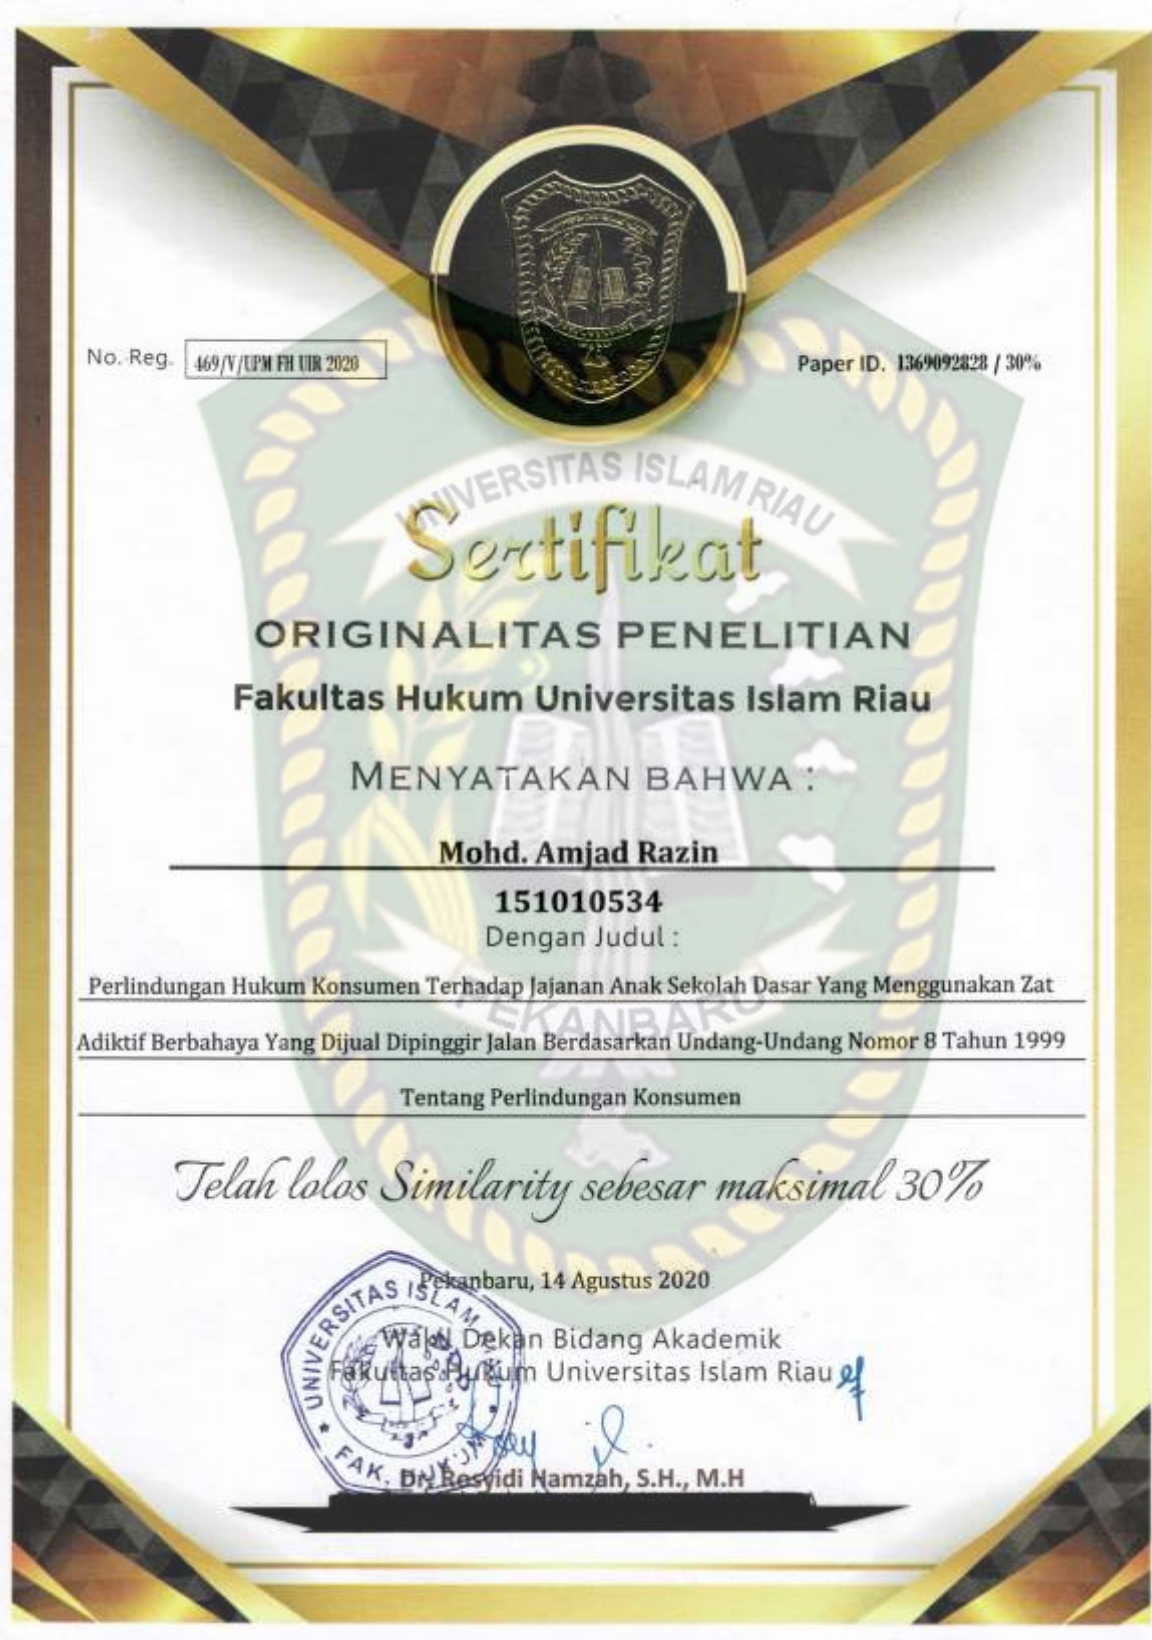 No. Reg. 469/V/UPM FH UIR 2020
Paper ID. 1369092828 / 30%
UNIVERSITAS ISLAM RIAU
Sertifikat
ORIGINALITAS PENELITIAN
Fakultas Hukum Universitas Islam Riau
MENYATAKAN BAHWA :
Mohd. Amjad Razin
151010534
Dengan Judul :
Perlindungan Hukum Konsumen Terhadap Jajanan Anak Sekolah Dasar Yang Menggunakan Zat
PEKANBARU
Adiktif Berbahaya Yang Dijual Dipinggir Jalan Berdasarkan Undang-Undang Nomor 8 Tahun 1999
Tentang Perlindungan Konsumen
Telah lolos Similarity sebesar maksimal 30%
Pekanbaru, 14 Agustus 2020
Wakil Dekan Bidang Akademik
Fakultas Hukum Universitas Islam Riau
UNIVERSITAS ISLAM
FAK. HUKUM
Dr. Rosyidi Hamzah, S.H., M.H